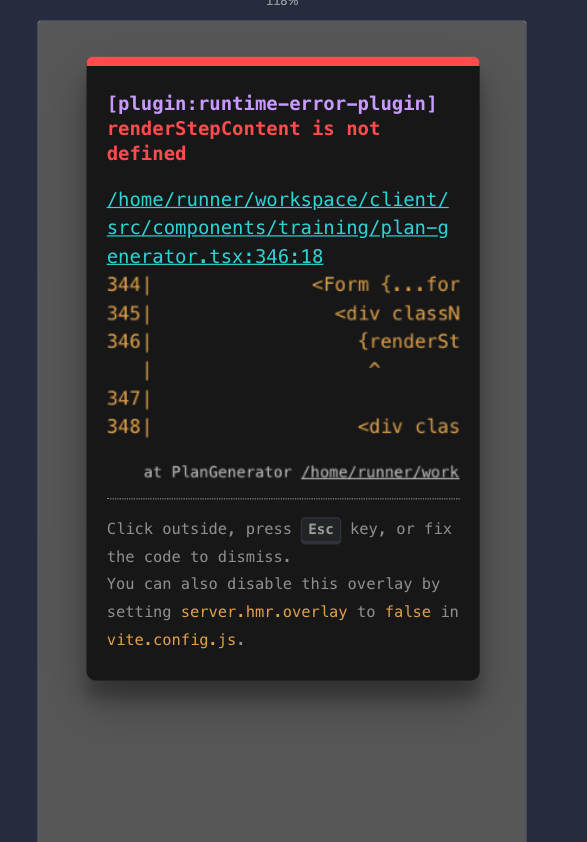 118%
[plugin:runtime-error-plugin]
renderStepContent is not
defined
/home/runner/workspace/client/
src/components/training/plan-g
enerator.tsx:346:18
344|              <Form {...for
345|                <div classN
346|                  {renderSt
   |                   ^
347|
348|                  <div clas
at PlanGenerator /home/runner/work
Click outside, press Esc key, or fix
the code to dismiss.
You can also disable this overlay by
setting server.hmr.overlay to false in
vite.config.js.